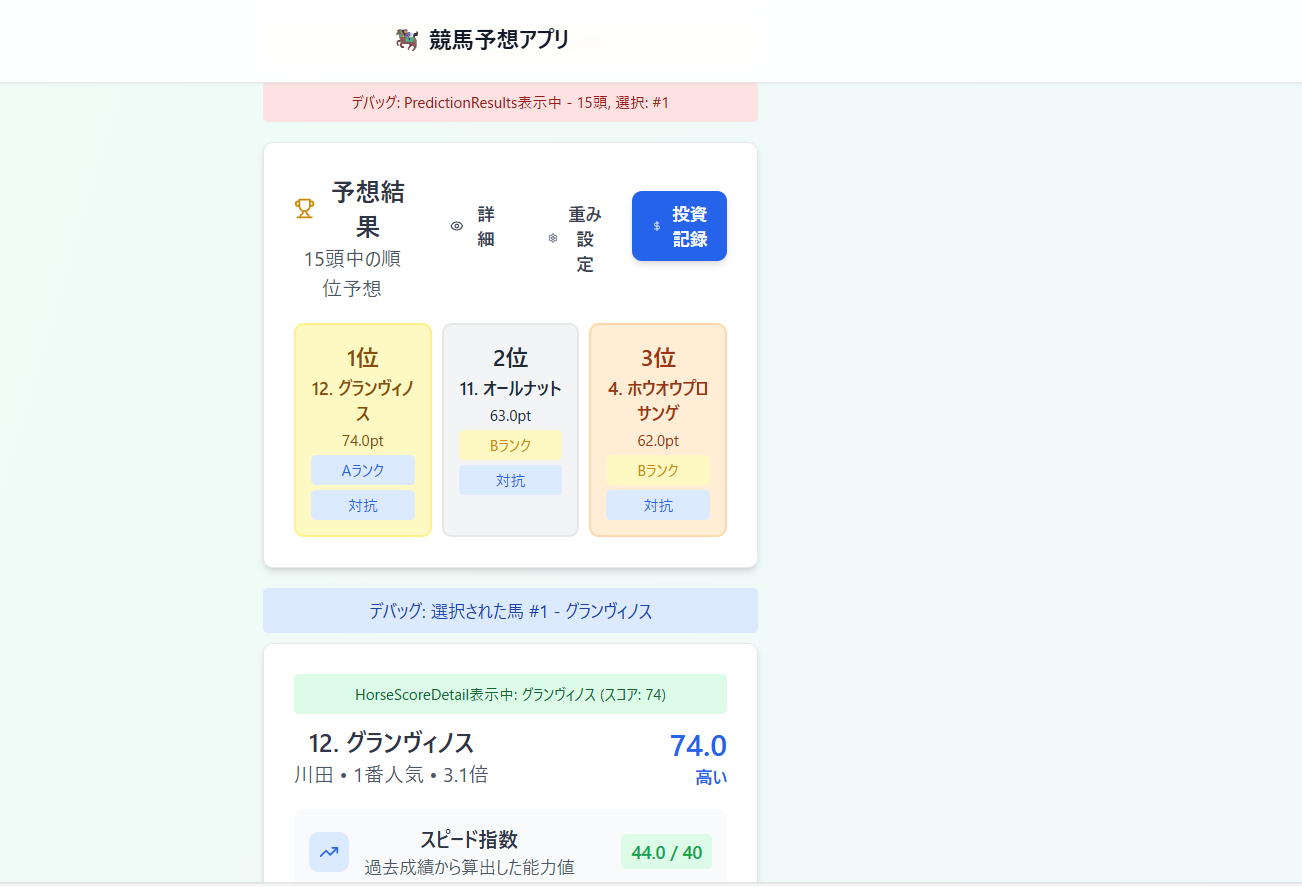 競馬予想アプリ
デバッグ: PredictionResults表示中 - 15頭, 選択: #1
予想結
果
15頭中の順
位予想
詳
細
重み
設
定
$
投資
記録
1位
12. グランヴィノ
ス
74.0pt
Aランク
対抗
2位
11. オールナット
63.0pt
Bランク
対抗
3位
4. ホウオウプロ
サンゲ
62.0pt
Bランク
対抗
デバッグ: 選択された馬 #1 - グランヴィノス
HorseScoreDetail表示中: グランヴィノス (スコア: 74)
12. グランヴィノス
74.0
川田 • 1番人気 • 3.1倍
高い
スピード指数
44.0 / 40
過去成績から算出した能力値